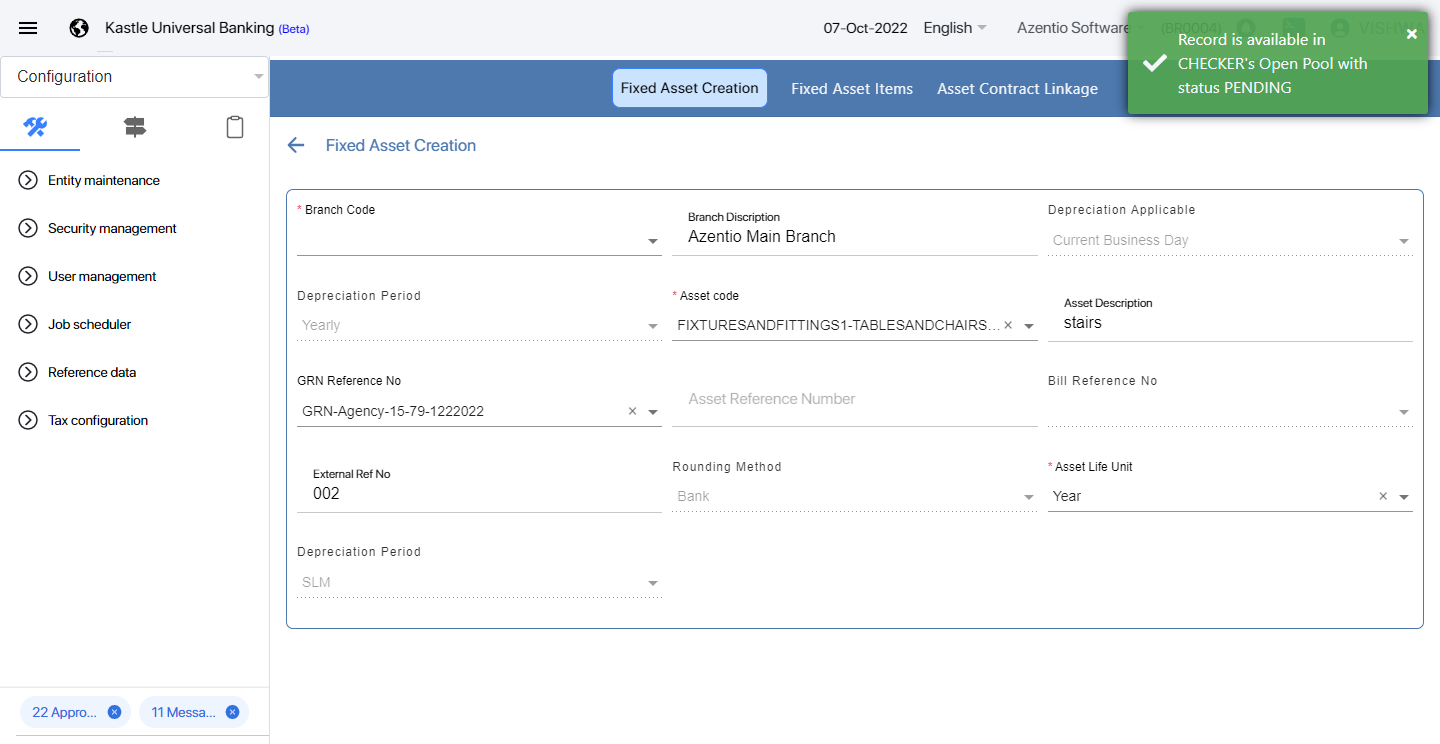 Kastle Universal Banking (Beta)
07-Oct-2022
English
Azentio Software
(BR0004)
VISHWA
Record is available in
CHECKER's Open Pool with
status PENDING
Configuration
Fixed Asset Creation
Fixed Asset Items
Asset Contract Linkage
Entity maintenance
Security management
User management
Job scheduler
Reference data
Tax configuration
22 Appro...
11 Messa...
Fixed Asset Creation
* Branch Code
Branch Discription
Azentio Main Branch
Depreciation Applicable
Current Business Day
Depreciation Period
Yearly
* Asset code
FIXTURESANDFITTINGS1-TABLESANDCHAIRS...
Asset Description
stairs
GRN Reference No
GRN-Agency-15-79-1222022
Asset Reference Number
Bill Reference No
External Ref No
002
Rounding Method
Bank
* Asset Life Unit
Year
Depreciation Period
SLM